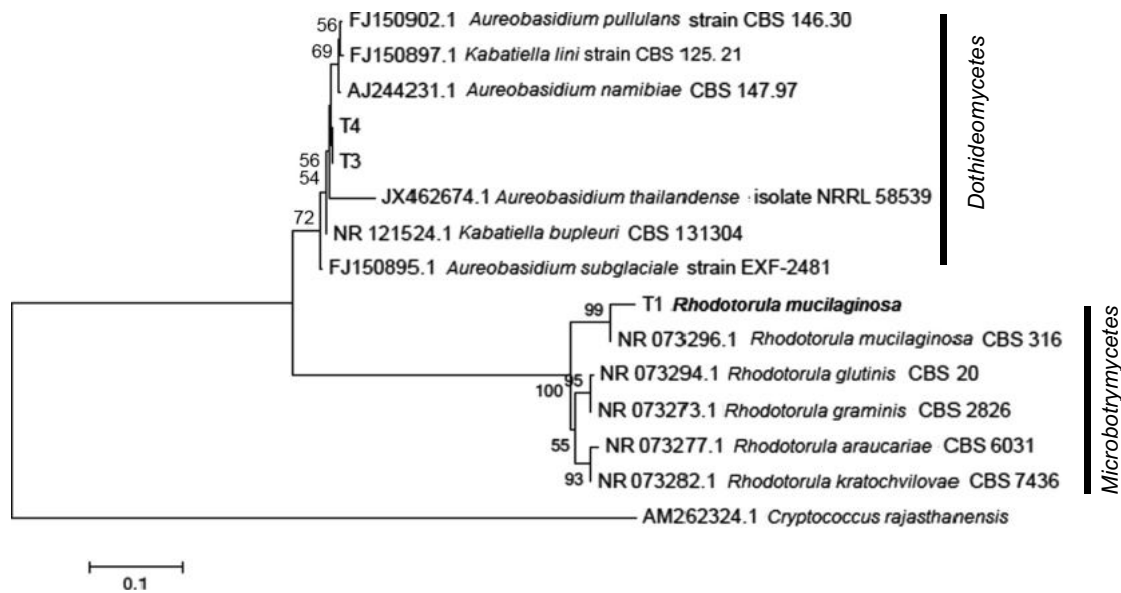 56
FJ150902.1 Aureobasidium pullulans strain CBS 146.30
69
FJ150897.1 Kabatiella lini strain CBS 125. 21
AJ244231.1 Aureobasidium namibiae CBS 147.97
T4
56
T3
54
JX462674.1 Aureobasidium thailandense isolate NRRL 58539
72
NR 121524.1 Kabatiella bupleuri CBS 131304
FJ150895.1 Aureobasidium subglaciale strain EXF-2481
Dothideomycetes
99
T1 Rhodotorula mucilaginosa
NR 073296.1 Rhodotorula mucilaginosa CBS 316
95
NR 073294.1 Rhodotorula glutinis CBS 20
100
NR 073273.1 Rhodotorula graminis CBS 2826
55
NR 073277.1 Rhodotorula araucariae CBS 6031
93
NR 073282.1 Rhodotorula kratochvilovae CBS 7436
Microbotrymycetes
AM262324.1 Cryptococcus rajasthanensis
0.1